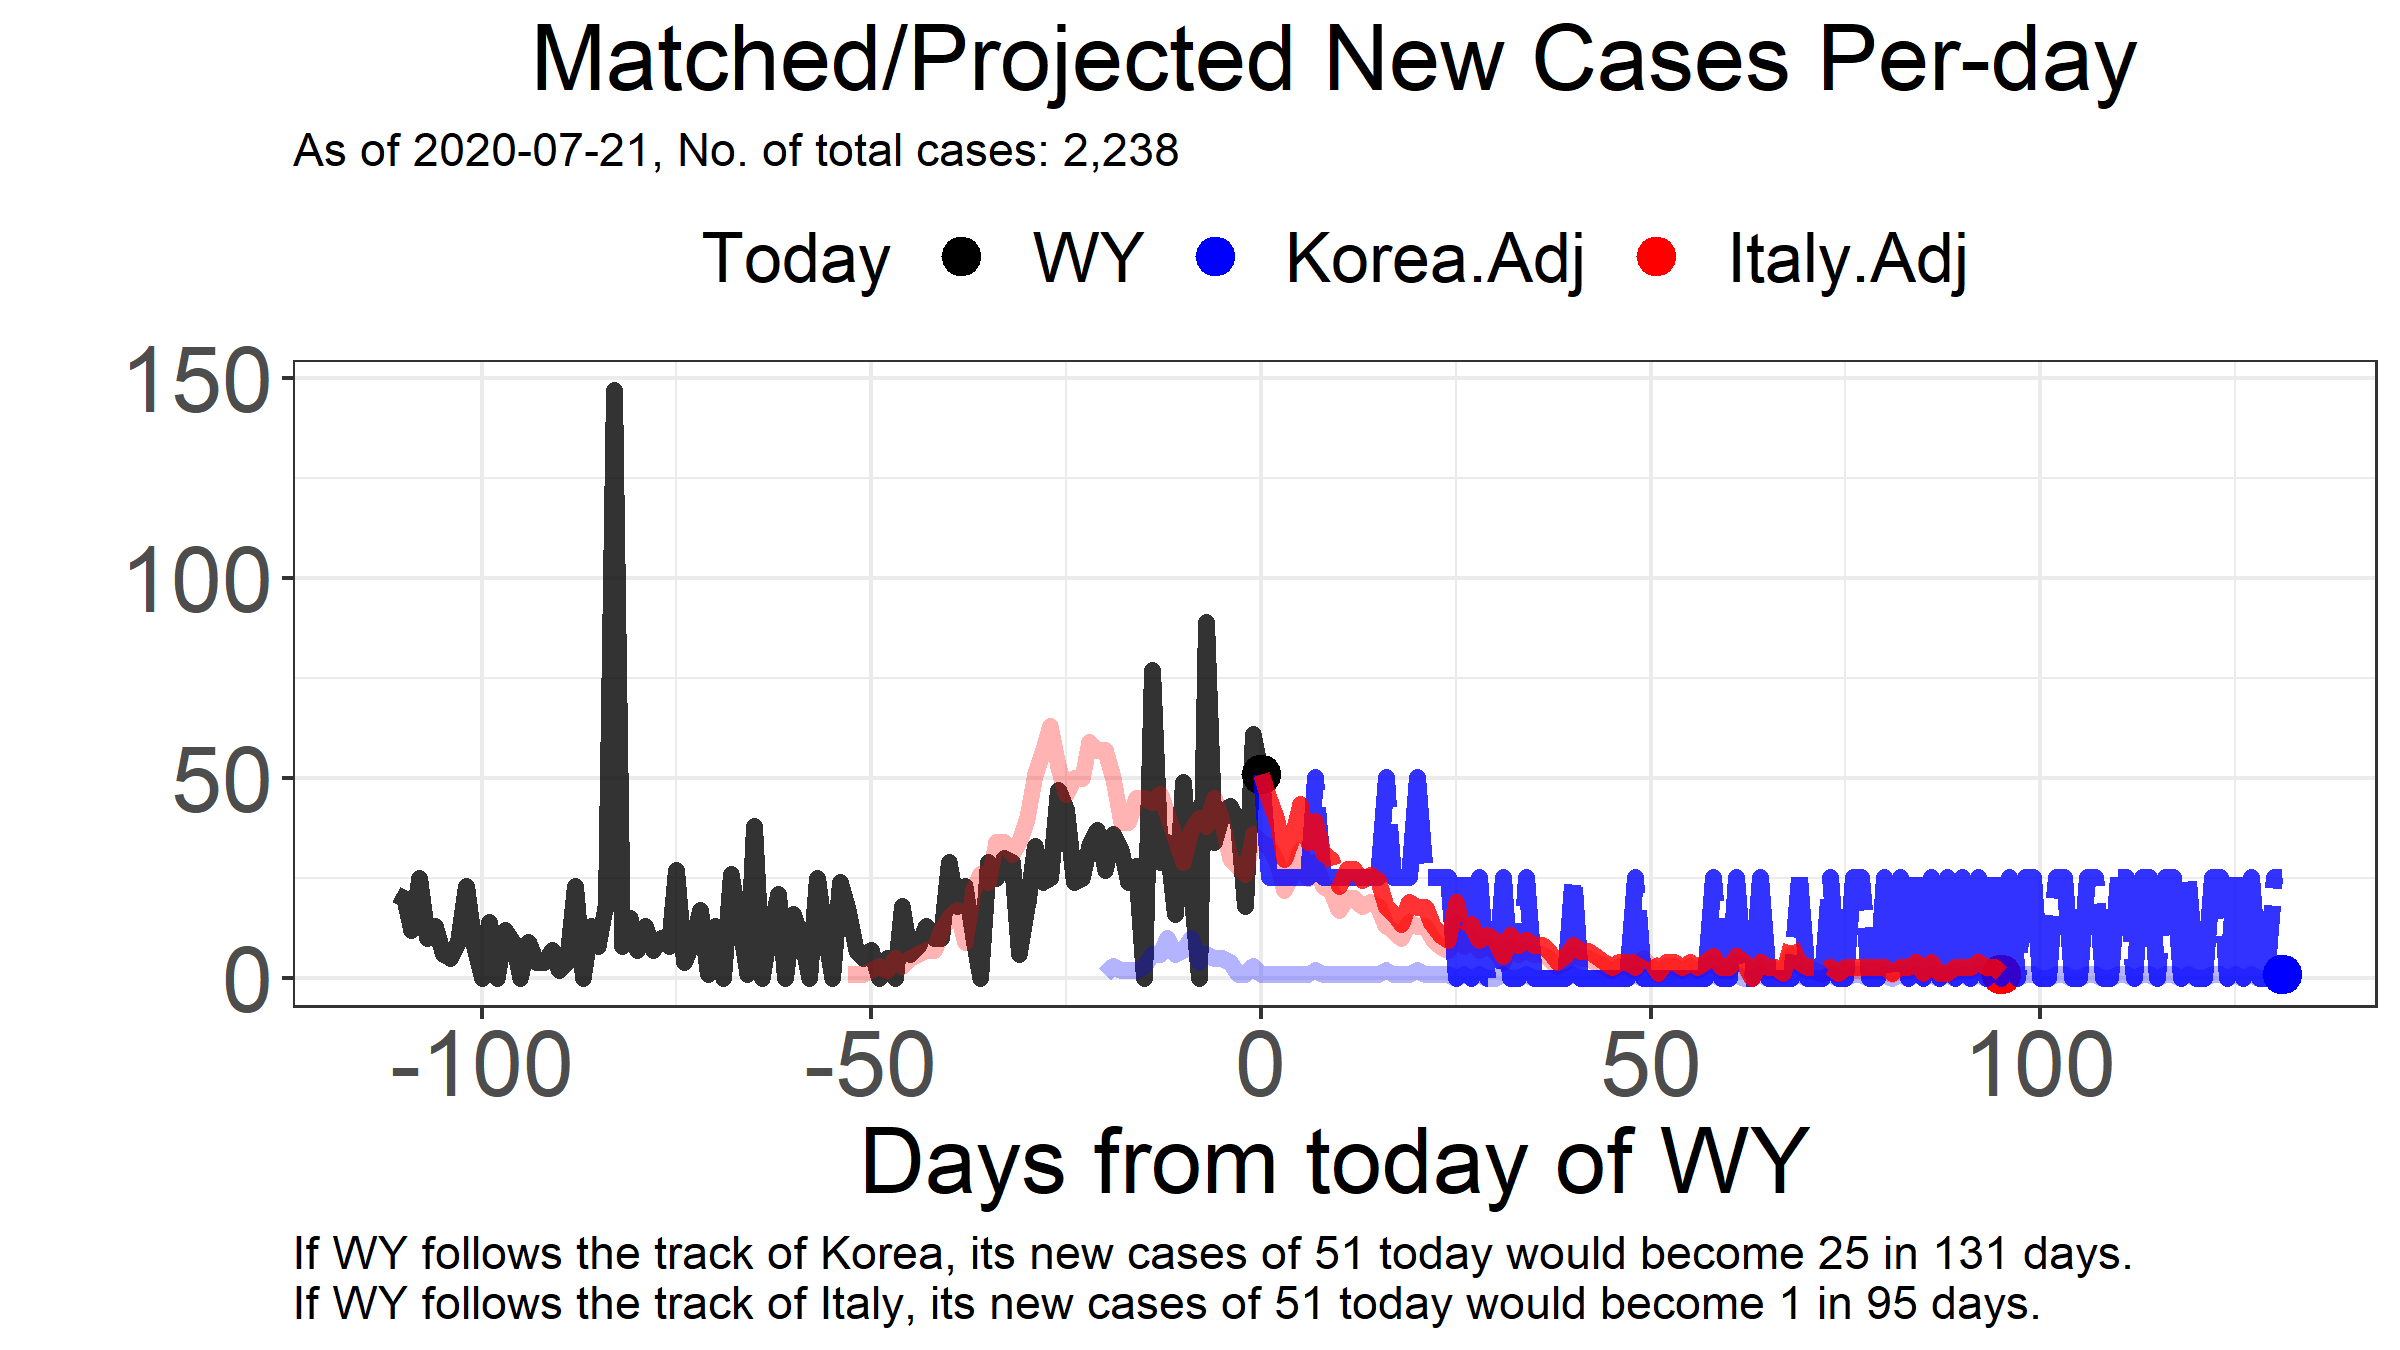 Matched/Projected New Cases Per-day
As of 2020-07-21, No. of total cases: 2,238
Today WY Korea.Adj Italy.Adj
150
100
50
0
-100 -50 0 50 100
Days from today of WY
If WY follows the track of Korea, its new cases of 51 today would become 25 in 131 days.
If WY follows the track of Italy, its new cases of 51 today would become 1 in 95 days.